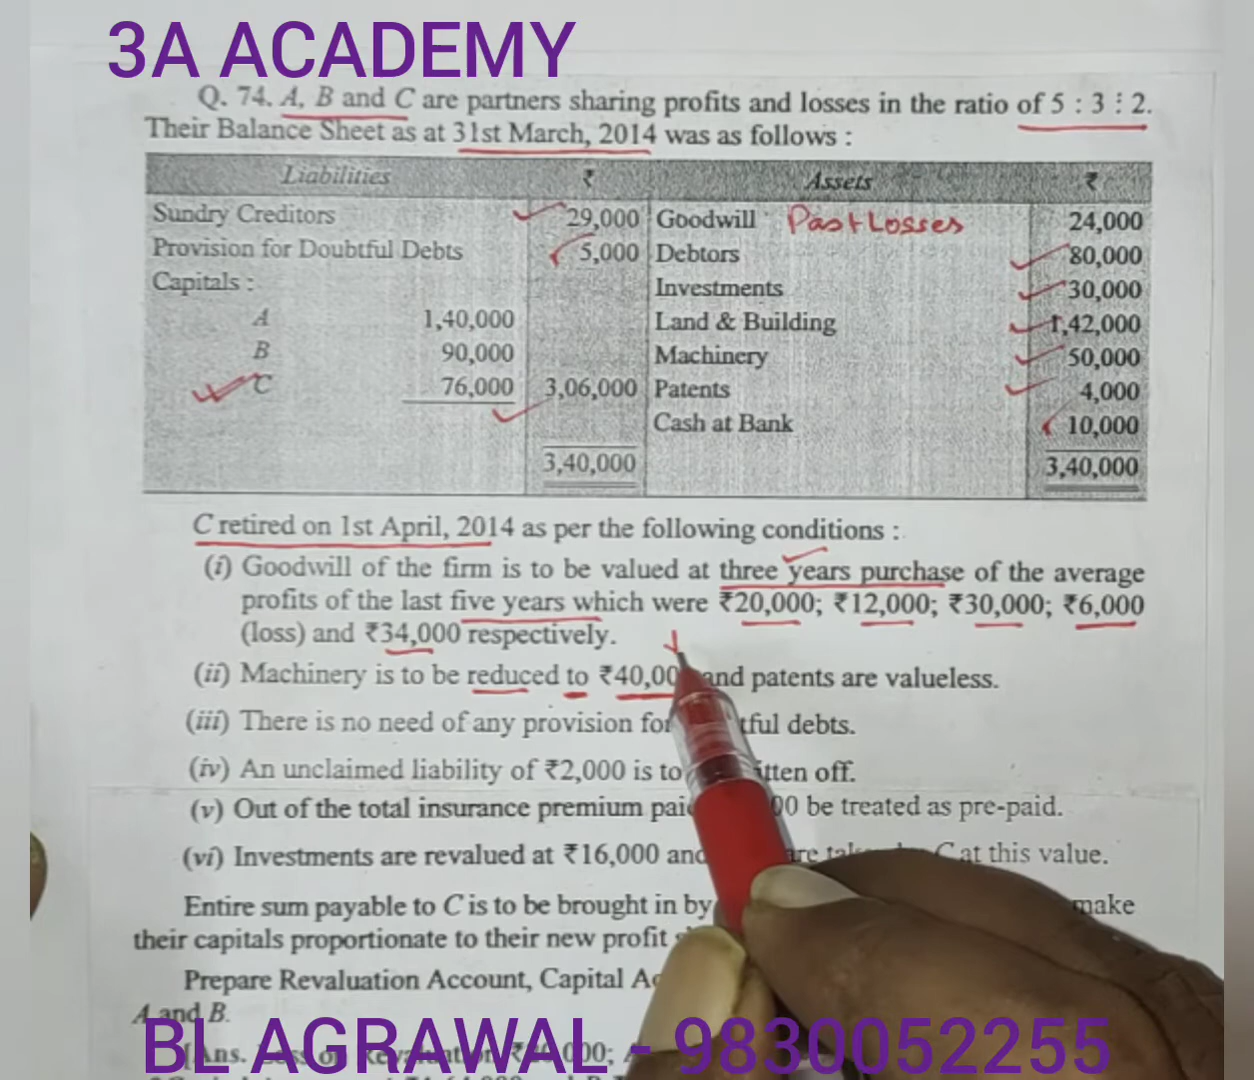 3A ACADEMY
Q. 74. A, B and C are partners sharing profits and losses in the ratio of 5 : 3 : 2.
Their Balance Sheet as at 31st March, 2014 was as follows :
Liabilities ₹ Assets ₹
Sundry Creditors 29,000 Goodwill Past Losses 24,000
Provision for Doubtful Debts 5,000 Debtors 80,000
Capitals : Investments 30,000
A 1,40,000 Land & Building 1,42,000
B 90,000 Machinery 50,000
C 76,000 3,06,000 Patents 4,000
Cash at Bank 10,000
3,40,000 3,40,000
C retired on 1st April, 2014 as per the following conditions :
(i) Goodwill of the firm is to be valued at three years purchase of the average
profits of the last five years which were ₹20,000; ₹12,000; ₹30,000; ₹6,000
(loss) and ₹34,000 respectively.
(ii) Machinery is to be reduced to ₹40,00 and patents are valueless.
(iii) There is no need of any provision for tful debts.
(iv) An unclaimed liability of ₹2,000 is to tten off.
(v) Out of the total insurance premium paid 00 be treated as pre-paid.
(vi) Investments are revalued at ₹16,000 and are C at this value.
Entire sum payable to C is to be brought in by make
their capitals proportionate to their new profit
Prepare Revaluation Account, Capital Ac
A and B.
BL AGRAWAL - 9830052255
[Ans.